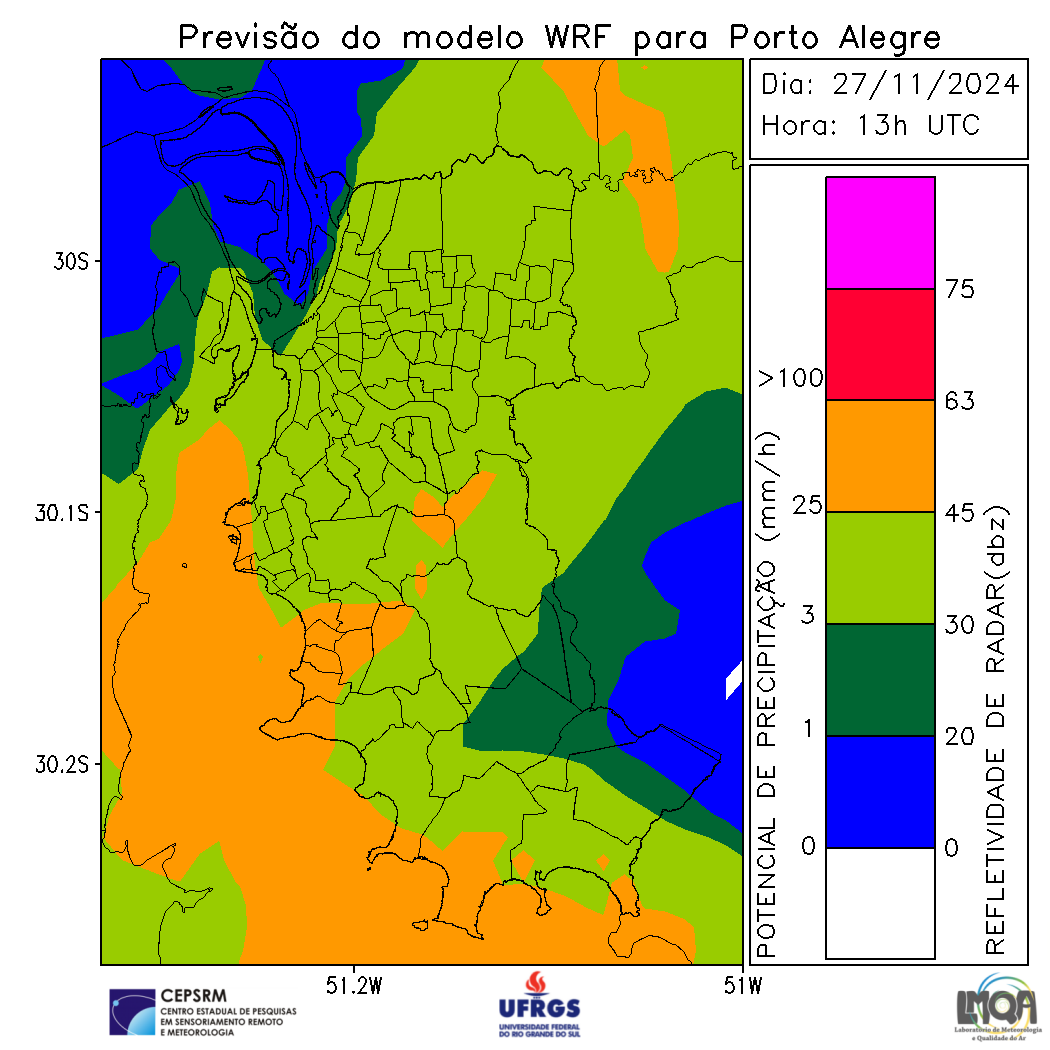 Previsão do modelo WRF para Porto Alegre
Dia: 27/11/2024
Hora: 13h UTC
30S
30.1S
30.2S
51.2W
51W
POTENCIAL DE PRECIPITAÇÃO (mm/h)
>100
25
3
1
0
75
63
45
30
20
0
REFLETIVIDADE DE RADAR(dbz)
CEPSRM
CENTRO ESTADUAL DE PESQUISAS
EM SENSORIAMENTO REMOTO
E METEOROLOGIA
UFRGS
UNIVERSIDADE FEDERAL
DO RIO GRANDE DO SUL
LMQA
Laboratório de Meteorologia
e Qualidade do Ar